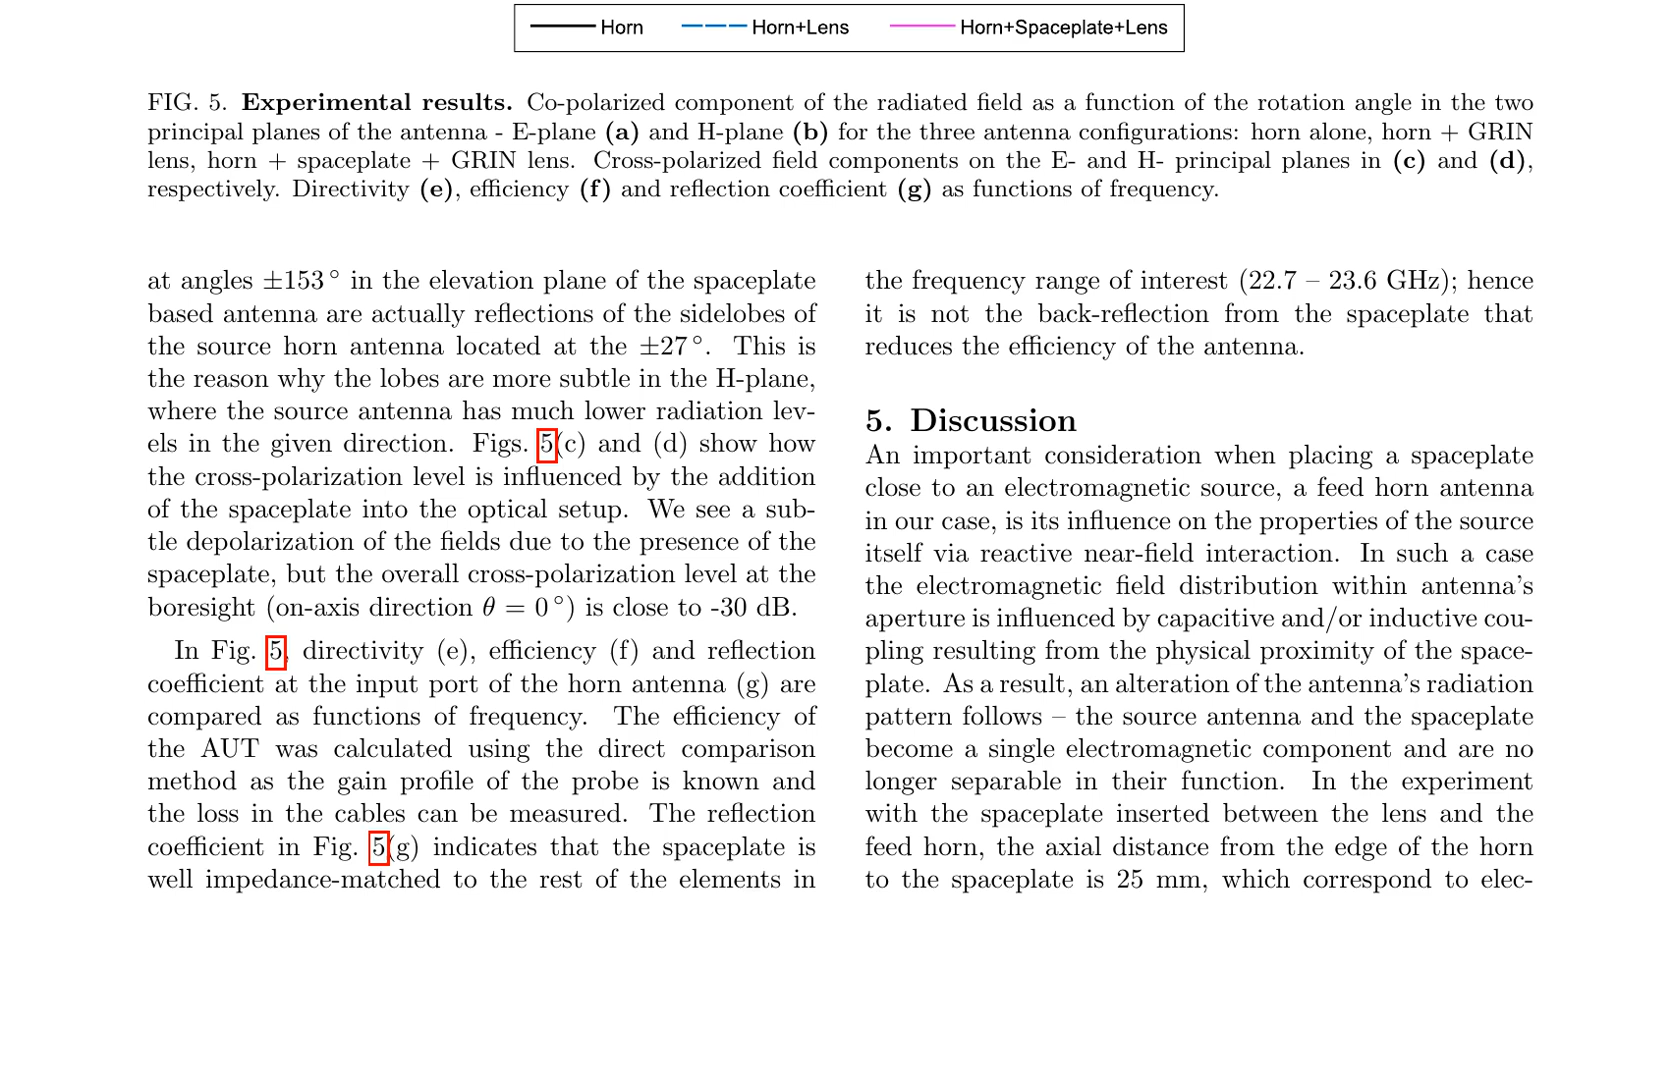 Horn Horn+Lens Horn+Spaceplate+Lens
FIG. 5. Experimental results. Co-polarized component of the radiated field as a function of the rotation angle in the two
principal planes of the antenna - E-plane (a) and H-plane (b) for the three antenna configurations: horn alone, horn + GRIN
lens, horn + spaceplate + GRIN lens. Cross-polarized field components on the E- and H- principal planes in (c) and (d),
respectively. Directivity (e), efficiency (f) and reflection coefficient (g) as functions of frequency.
at angles ±153° in the elevation plane of the spaceplate
based antenna are actually reflections of the sidelobes of
the source horn antenna located at the ±27°. This is
the reason why the lobes are more subtle in the H-plane,
where the source antenna has much lower radiation lev-
els in the given direction. Figs. 5(c) and (d) show how
the cross-polarization level is influenced by the addition
of the spaceplate into the optical setup. We see a sub-
tle depolarization of the fields due to the presence of the
spaceplate, but the overall cross-polarization level at the
boresight (on-axis direction θ = 0°) is close to -30 dB.
In Fig. 5, directivity (e), efficiency (f) and reflection
coefficient at the input port of the horn antenna (g) are
compared as functions of frequency. The efficiency of
the AUT was calculated using the direct comparison
method as the gain profile of the probe is known and
the loss in the cables can be measured. The reflection
coefficient in Fig. 5(g) indicates that the spaceplate is
well impedance-matched to the rest of the elements in
the frequency range of interest (22.7 – 23.6 GHz); hence
it is not the back-reflection from the spaceplate that
reduces the efficiency of the antenna.
5. Discussion
An important consideration when placing a spaceplate
close to an electromagnetic source, a feed horn antenna
in our case, is its influence on the properties of the source
itself via reactive near-field interaction. In such a case
the electromagnetic field distribution within antenna's
aperture is influenced by capacitive and/or inductive cou-
pling resulting from the physical proximity of the space-
plate. As a result, an alteration of the antenna's radiation
pattern follows – the source antenna and the spaceplate
become a single electromagnetic component and are no
longer separable in their function. In the experiment
with the spaceplate inserted between the lens and the
feed horn, the axial distance from the edge of the horn
to the spaceplate is 25 mm, which correspond to elec-